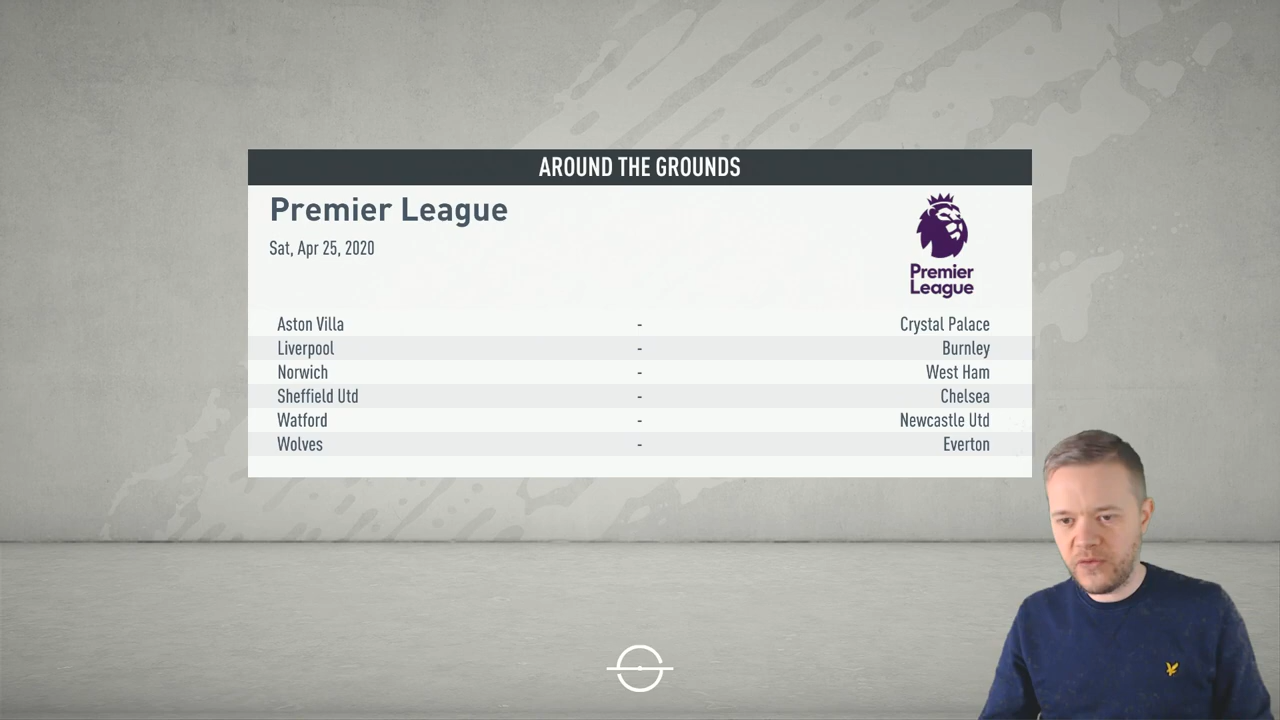 AROUND THE GROUNDS
Premier League
Sat, Apr 25, 2020
Premier
League
Aston Villa - Crystal Palace
Liverpool - Burnley
Norwich - West Ham
Sheffield Utd - Chelsea
Watford - Newcastle Utd
Wolves - Everton